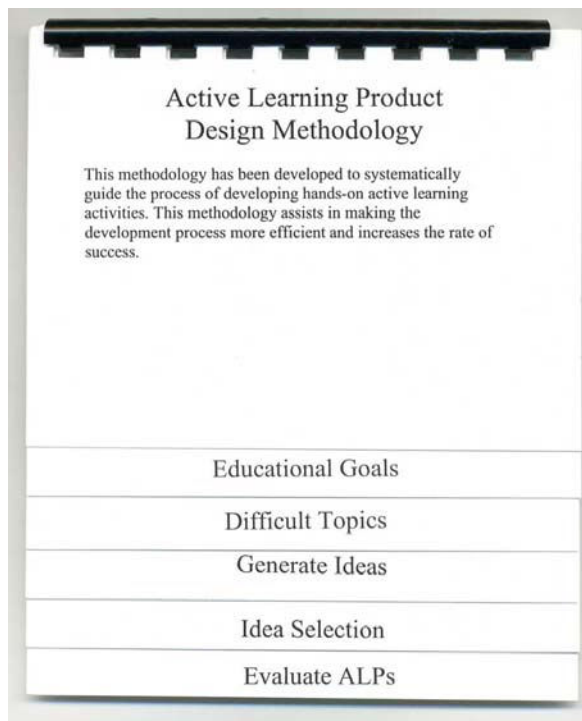 Active Learning Product
Design Methodology
This methodology has been developed to systematically
guide the process of developing hands-on active learning
activities. This methodology assists in making the
development process more efficient and increases the rate of
success.
Educational Goals
Difficult Topics
Generate Ideas
Idea Selection
Evaluate ALPs